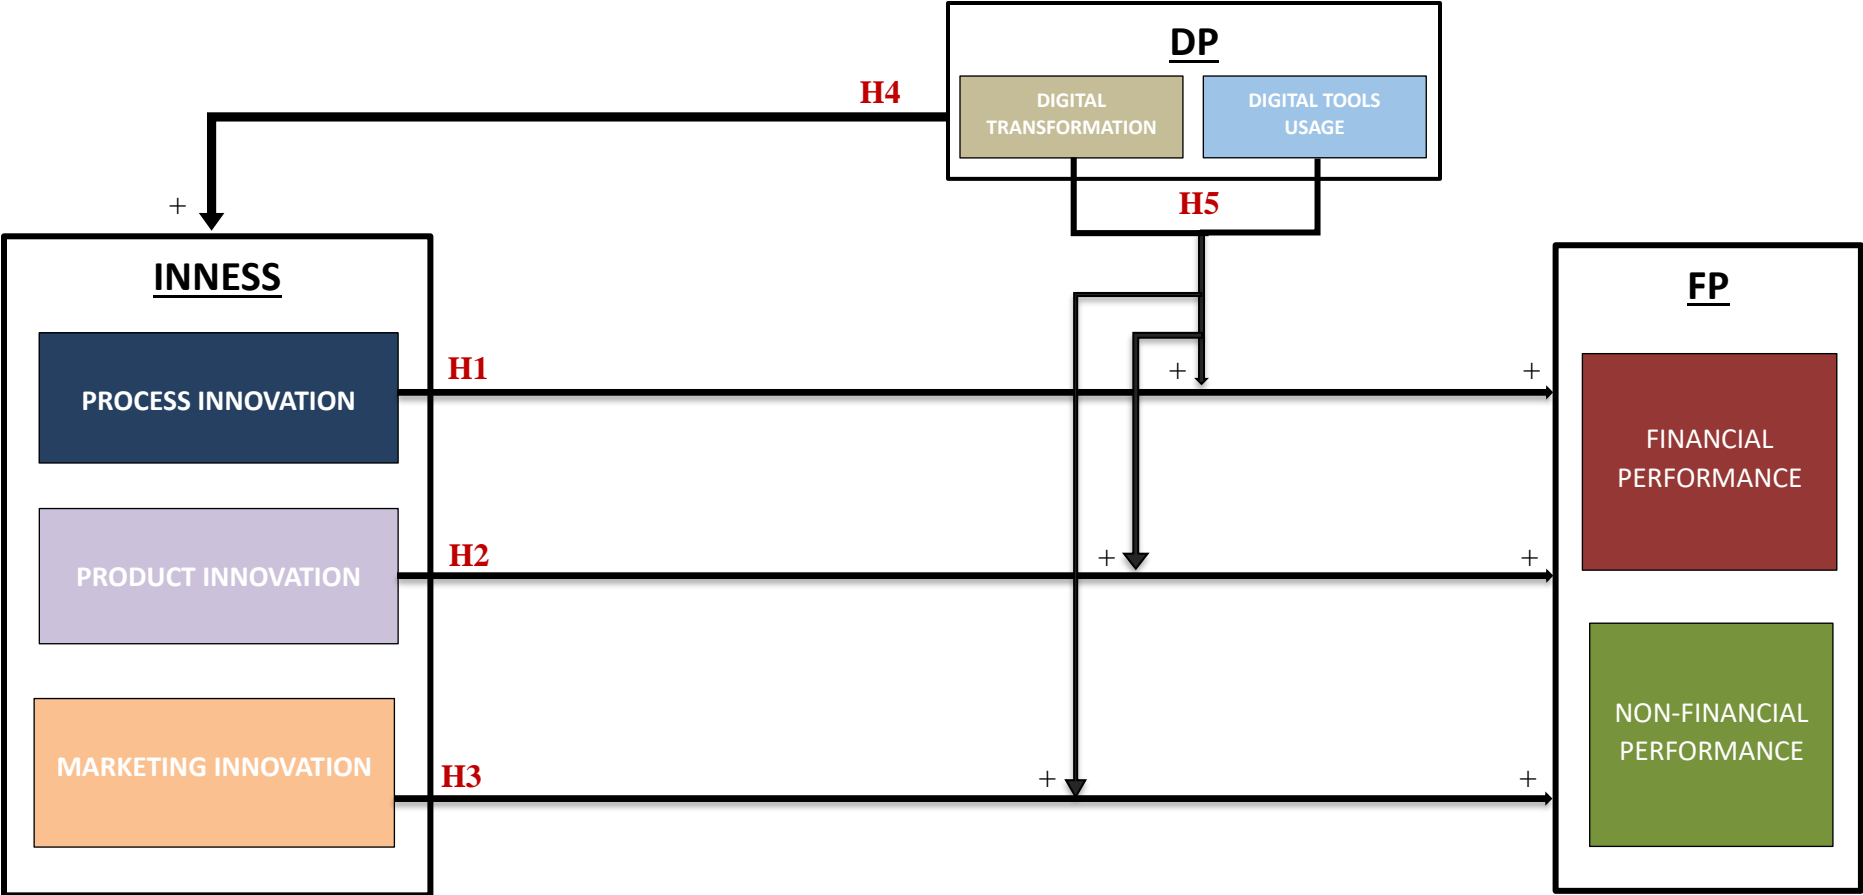 DP
DIGITAL
TRANSFORMATION
DIGITAL TOOLS
USAGE
H4
H5
+
INNESS
PROCESS INNOVATION
PRODUCT INNOVATION
MARKETING INNOVATION
H1
+
+
H2
+
+
H3
+
+
FP
FINANCIAL
PERFORMANCE
NON-FINANCIAL
PERFORMANCE